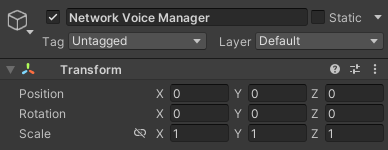 Network Voice Manager Static
Tag Untagged Layer Default
Transform
Position X 0 Y 0 Z 0
Rotation X 0 Y 0 Z 0
Scale X 1 Y 1 Z 1